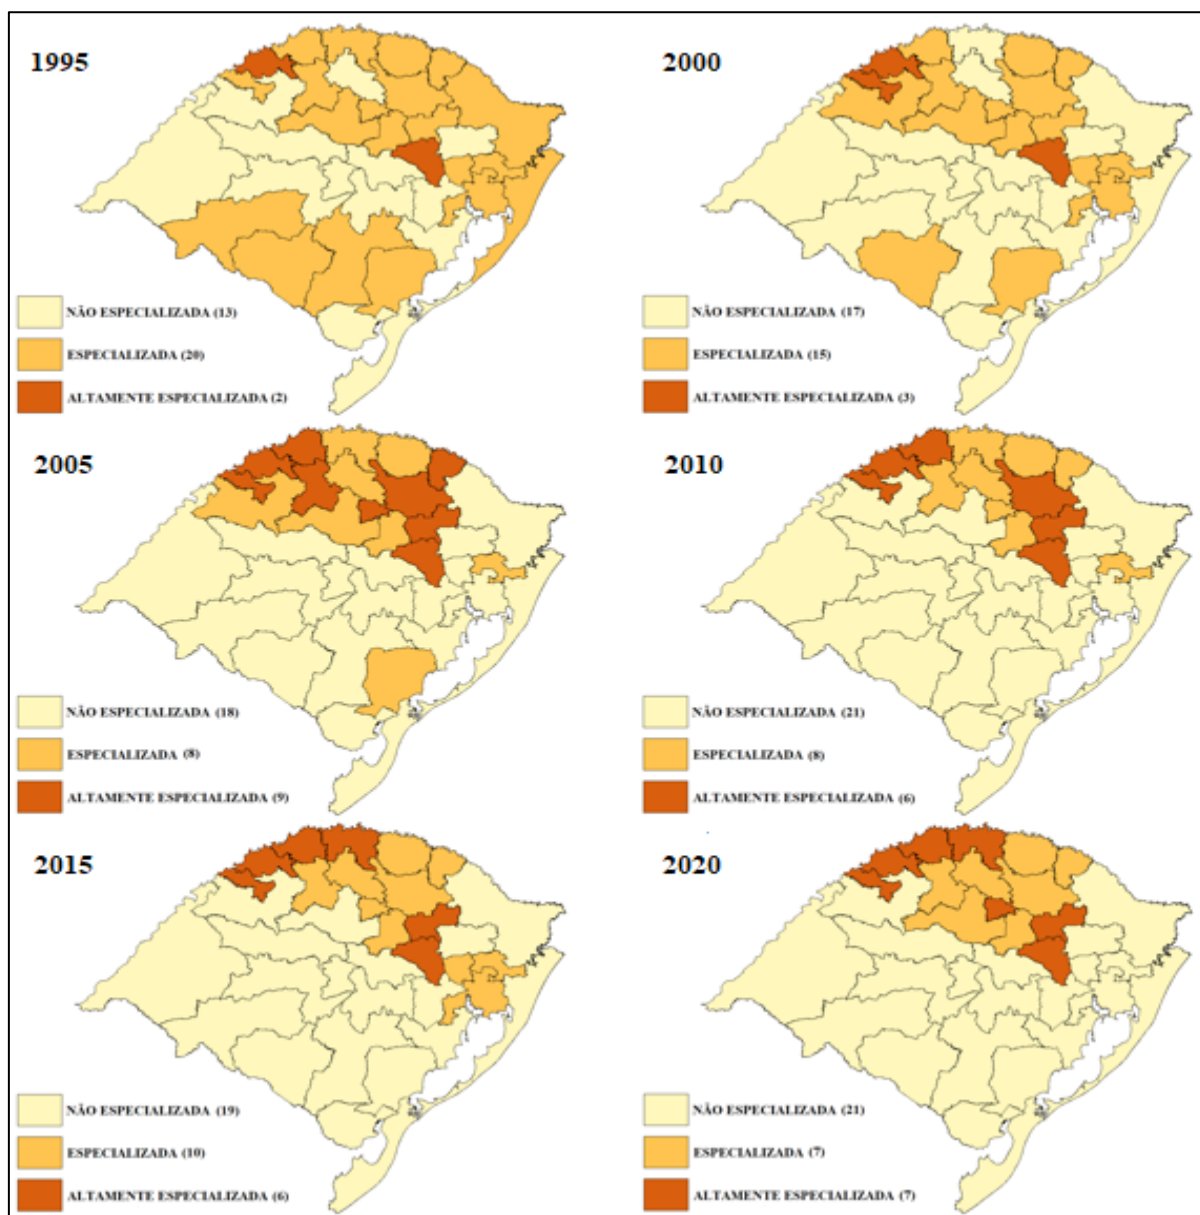 1995
NÃO ESPECIALIZADA (13)
ESPECIALIZADA (20)
ALTAMENTE ESPECIALIZADA (2)
2000
NÃO ESPECIALIZADA (17)
ESPECIALIZADA (15)
ALTAMENTE ESPECIALIZADA (3)
2005
NÃO ESPECIALIZADA (18)
ESPECIALIZADA (8)
ALTAMENTE ESPECIALIZADA (9)
2010
NÃO ESPECIALIZADA (21)
ESPECIALIZADA (8)
ALTAMENTE ESPECIALIZADA (6)
2015
NÃO ESPECIALIZADA (19)
ESPECIALIZADA (10)
ALTAMENTE ESPECIALIZADA (6)
2020
NÃO ESPECIALIZADA (21)
ESPECIALIZADA (7)
ALTAMENTE ESPECIALIZADA (7)